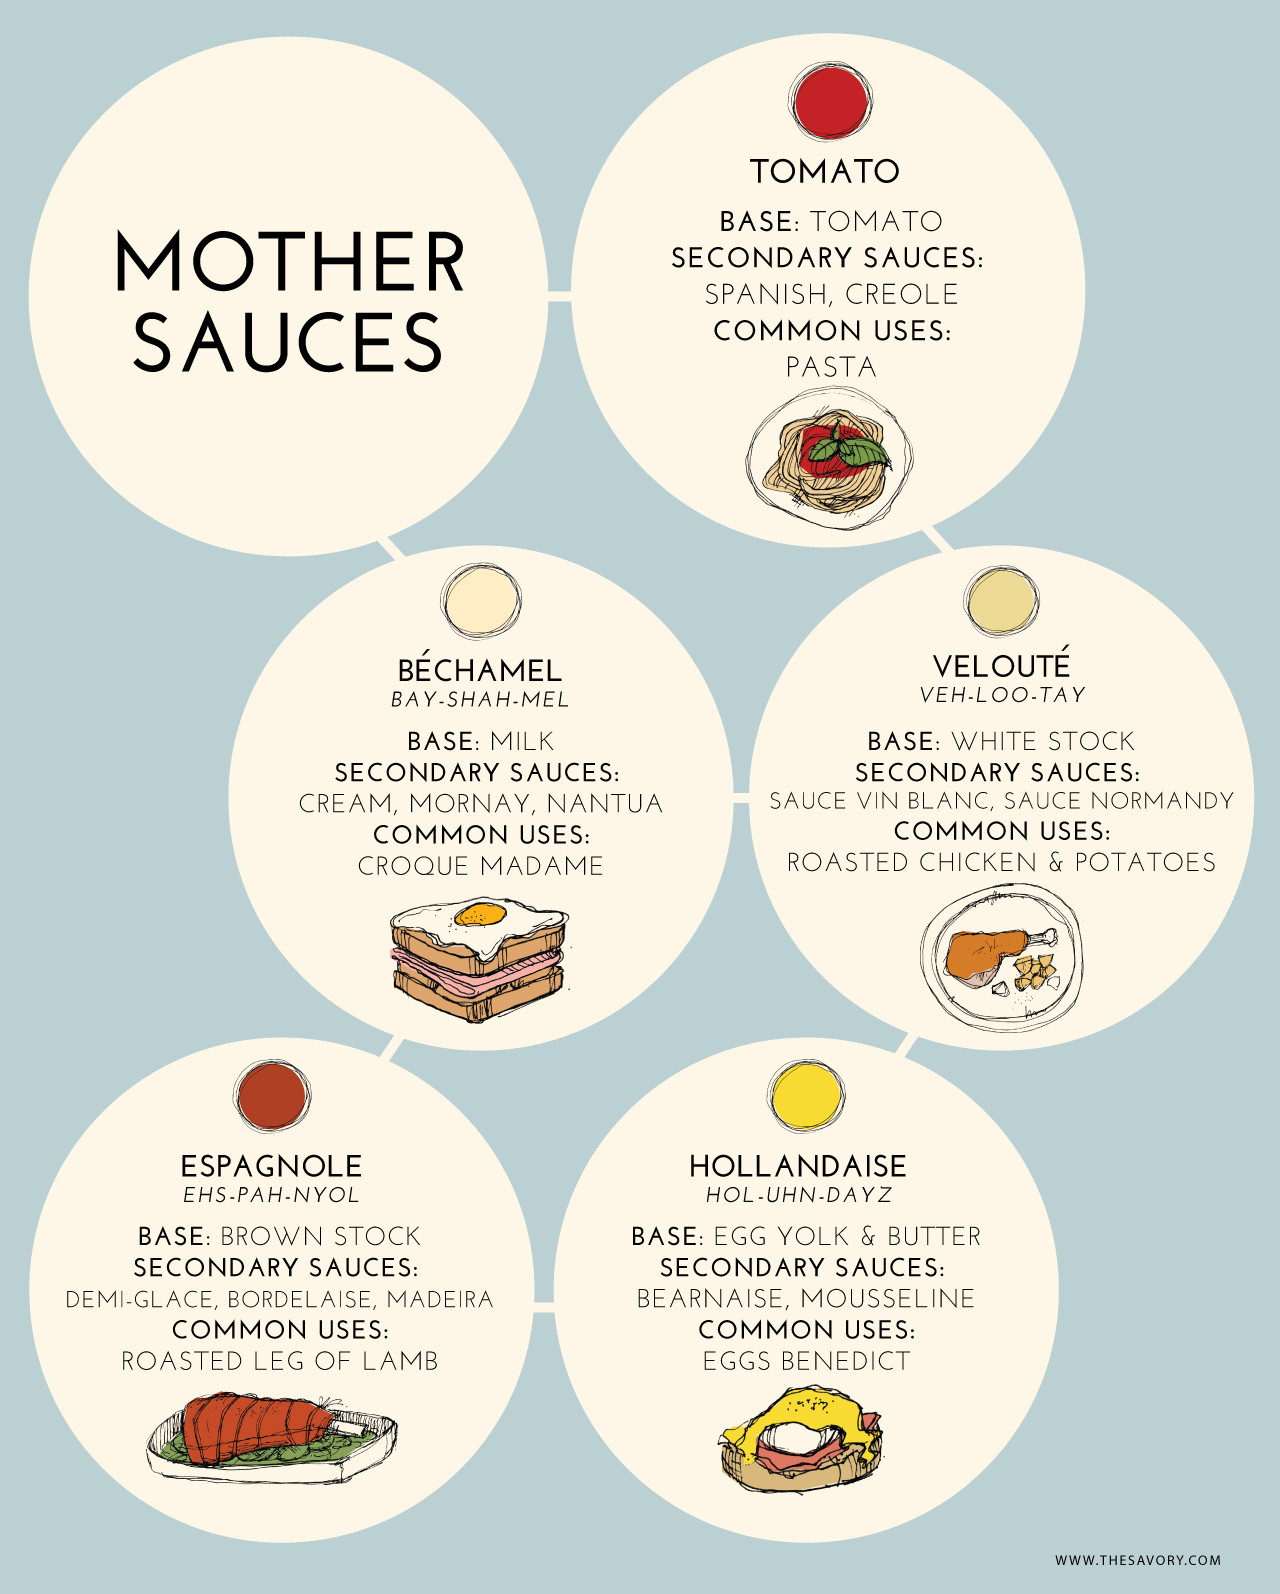 MOTHER
SAUCES
TOMATO
BASE: TOMATO
SECONDARY SAUCES:
SPANISH, CREOLE
COMMON USES:
PASTA
BÉCHAMEL
BAY-SHAH-MEL
BASE: MILK
SECONDARY SAUCES:
CREAM, MORNAY, NANTUA
COMMON USES:
CROQUE MADAME
VELOUTÉ
VEH-LOO-TAY
BASE: WHITE STOCK
SECONDARY SAUCES:
SAUCE VIN BLANC, SAUCE NORMANDY
COMMON USES:
ROASTED CHICKEN & POTATOES
ESPAGNOLE
EHS-PAH-NYOL
BASE: BROWN STOCK
SECONDARY SAUCES:
DEMI-GLACE, BORDELAISE, MADEIRA
COMMON USES:
ROASTED LEG OF LAMB
HOLLANDAISE
HOL-UHN-DAYZ
BASE: EGG YOLK & BUTTER
SECONDARY SAUCES:
BEARNAISE, MOUSSELINE
COMMON USES:
EGGS BENEDICT
WWW.THESAVORY.COM